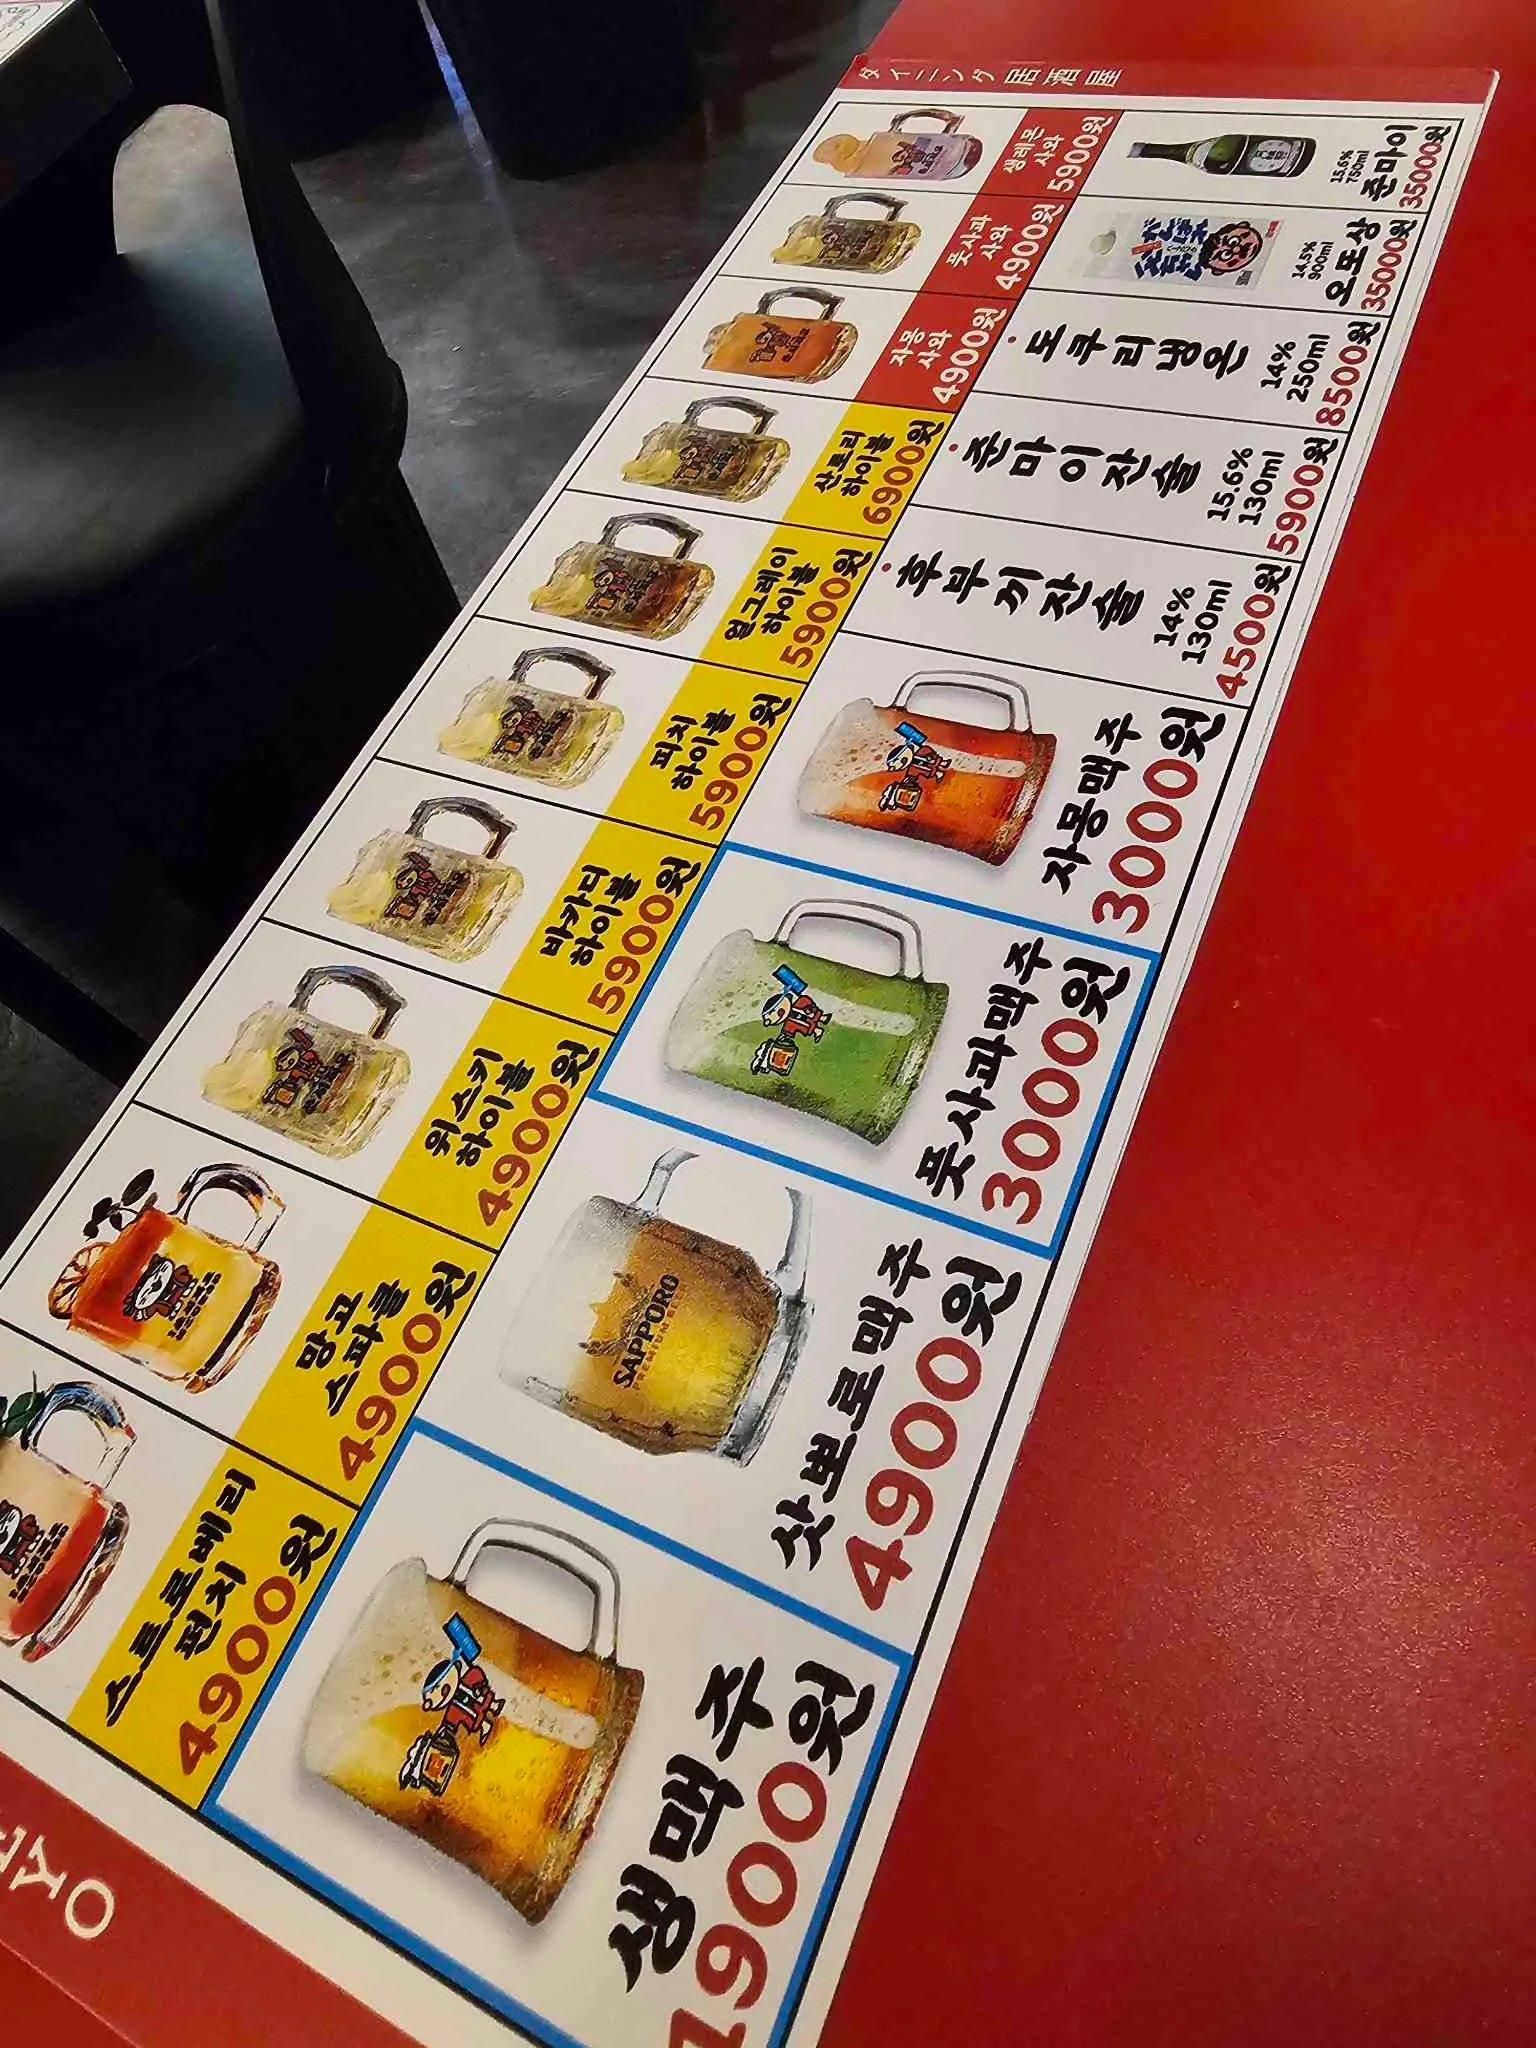 ダイニング 居酒屋
생레몬
사와
5900원
풋사과
사와
4900원
자몽
사와
4900원
산토리
하이볼
6900원
얼그레이
하이볼
5900원
피치
하이볼
5900원
바카디
하이볼
5900원
위스키
하이볼
4900원
망고
스파클
4900원
스트로베리
펀치
4900원
15.6%
750ml
준마이
35000원
14.5%
900ml
오또상
35000원
도쿠리냉온
14%
250ml
8500원
준마이잔술
15.6%
130ml
5900원
후부끼잔술
14%
130ml
4500원
자몽맥주
3000원
풋사과맥주
3000원
SAPPORO
PREMIUM BEER
삿뽀로맥주
4900원
생맥주
1900원